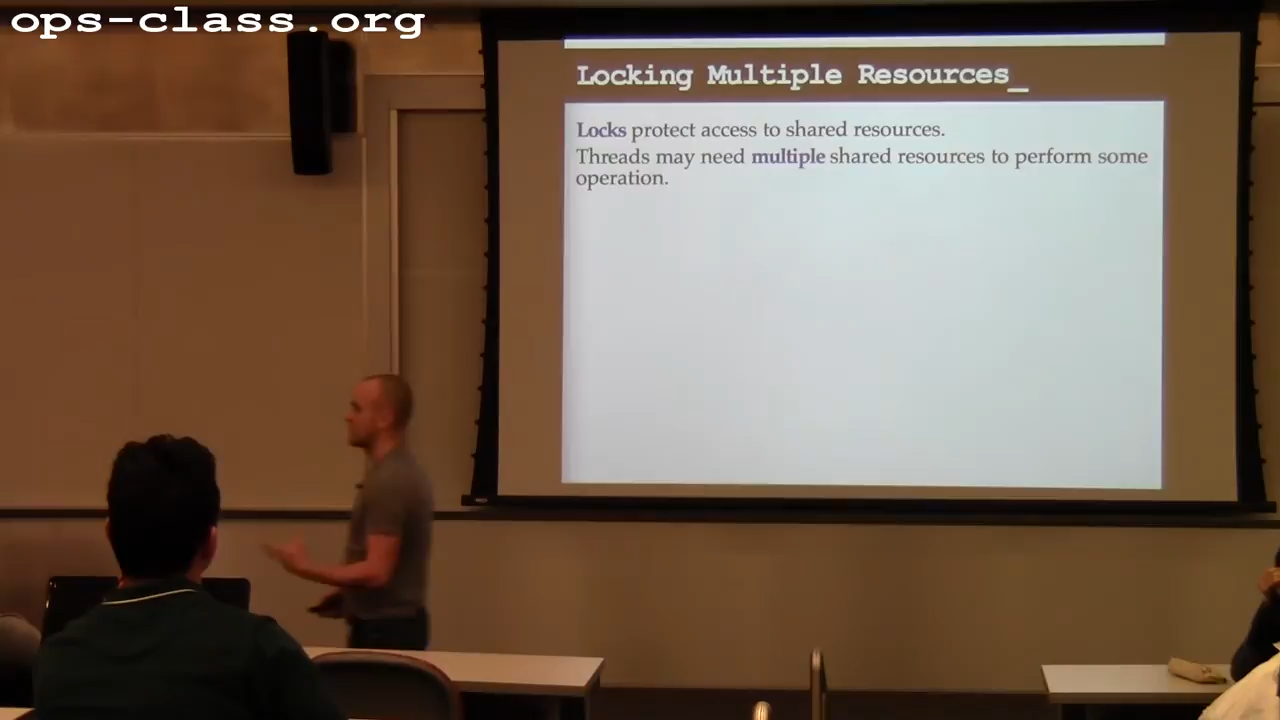 ops-class.org
Locking Multiple Resources_
Locks protect access to shared resources.
Threads may need multiple shared resources to perform some
operation.